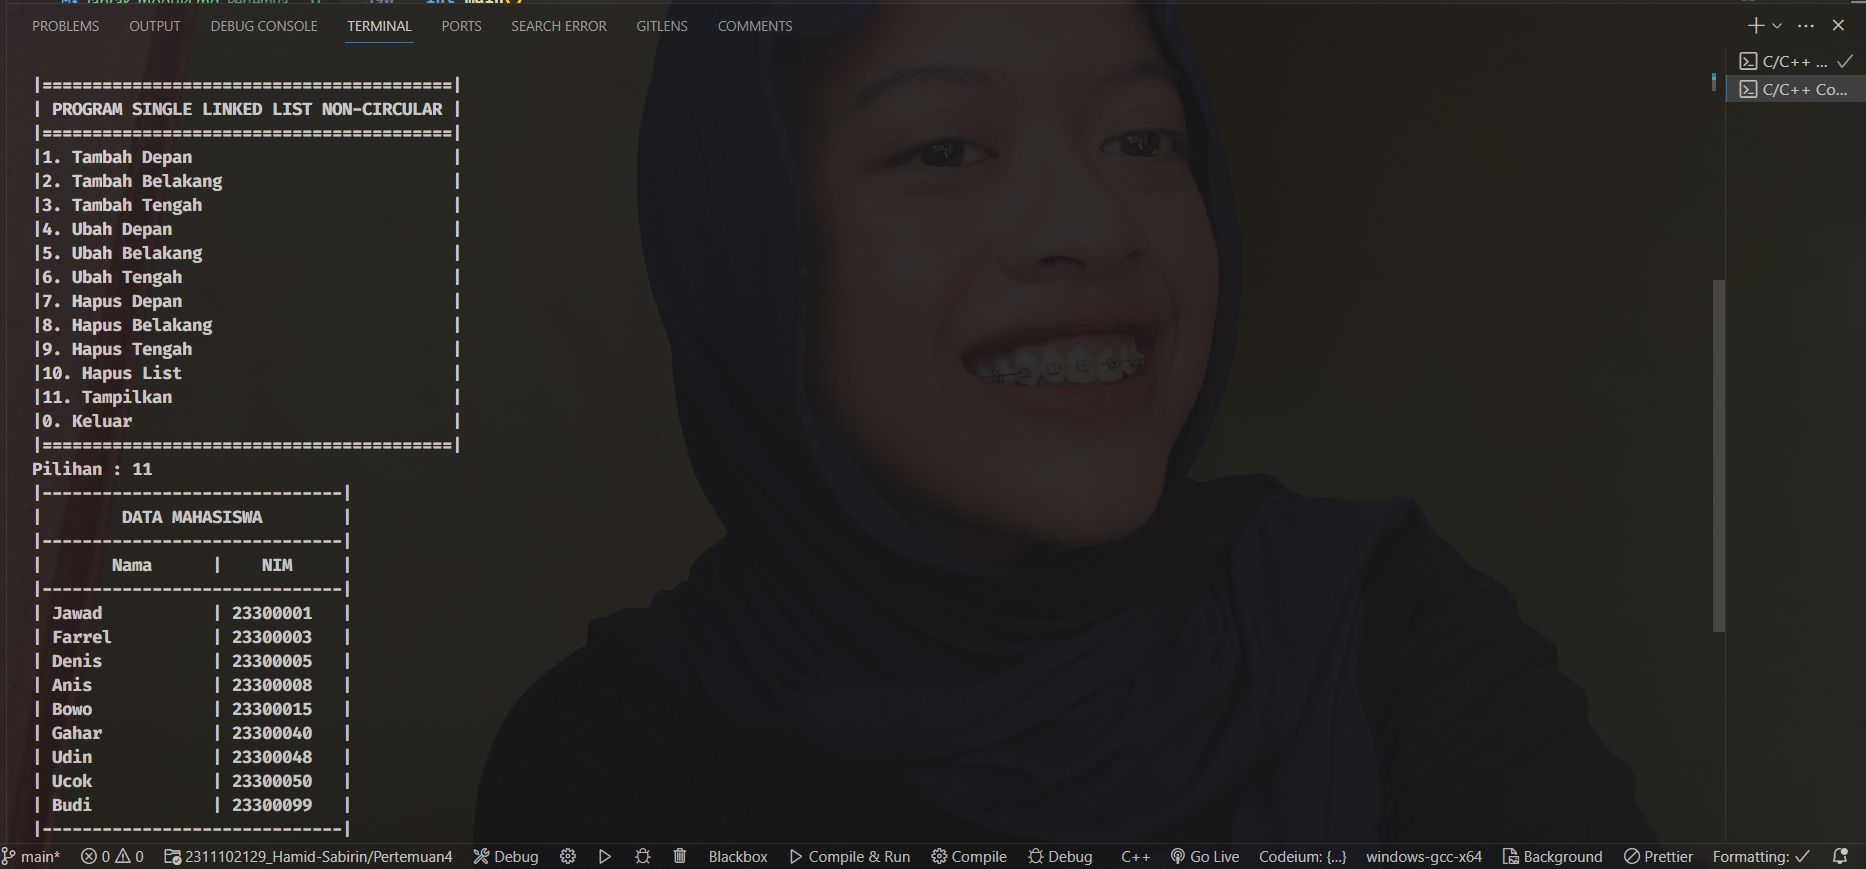 PROBLEMS OUTPUT DEBUG CONSOLE TERMINAL PORTS SEARCH ERROR GITLENS COMMENTS
C/C++ ...
C/C++ Co...
|=========================================|
| PROGRAM SINGLE LINKED LIST NON-CIRCULAR |
|=========================================|
|1. Tambah Depan |
|2. Tambah Belakang |
|3. Tambah Tengah |
|4. Ubah Depan |
|5. Ubah Belakang |
|6. Ubah Tengah |
|7. Hapus Depan |
|8. Hapus Belakang |
|9. Hapus Tengah |
|10. Hapus List |
|11. Tampilkan |
|0. Keluar |
|=========================================|
Pilihan : 11
|------------------------------|
| DATA MAHASISWA |
|------------------------------|
| Nama | NIM |
|------------------------------|
| Jawad | 23300001 |
| Farrel | 23300003 |
| Denis | 23300005 |
| Anis | 23300008 |
| Bowo | 23300015 |
| Gahar | 23300040 |
| Udin | 23300048 |
| Ucok | 23300050 |
| Budi | 23300099 |
|------------------------------|
main* 0 0 2311102129_Hamid-Sabirin/Pertemuan4 Debug Blackbox Compile & Run Compile Debug C++ Go Live Codeium: {...} windows-gcc-x64 Background Prettier Formatting: